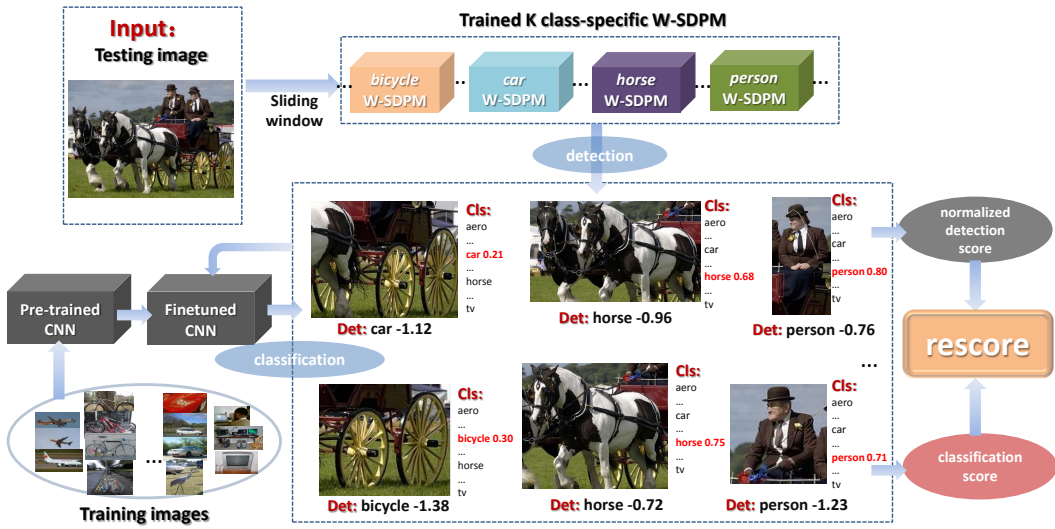 Trained K class-specific W-SDPM
Input:
Testing image
Sliding
window
...
bicycle
W-SDPM
...
car
W-SDPM
...
horse
W-SDPM
...
person
W-SDPM
...
detection
Cls:
aero
...
car 0.21
horse
...
tv
Det: car -1.12
Cls:
aero
...
car
...
horse 0.68
...
tv
Det: horse -0.96
Cls:
aero
...
car
...
person 0.80
...
tv
Det: person -0.76
...
normalized
detection
score
Pre-trained
CNN
Finetuned
CNN
classification
rescore
Cls:
aero
...
bicycle 0.30
...
horse
...
tv
Det: bicycle -1.38
Cls:
aero
...
car
...
horse 0.75
...
tv
Det: horse -0.72
Cls:
aero
...
car
...
person 0.71
...
tv
Det: person -1.23
classification
score
...
Training images